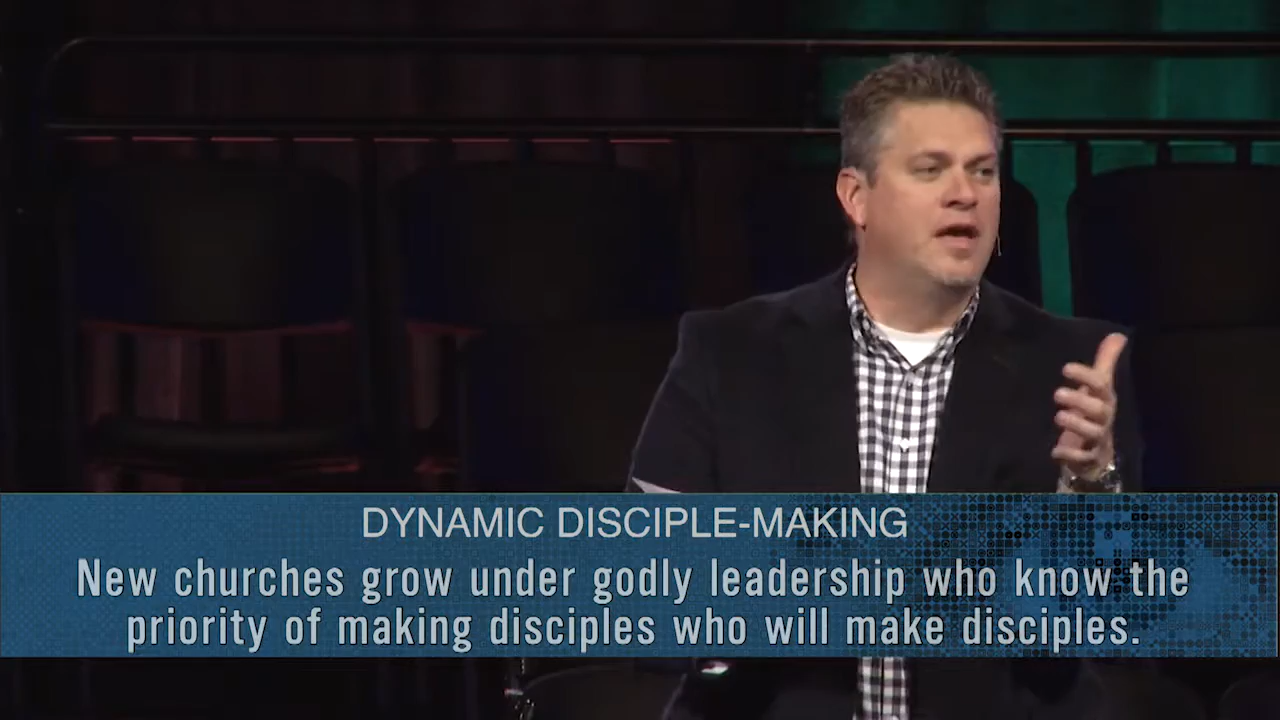 DYNAMIC DISCIPLE-MAKING
New churches grow under godly leadership who know the
priority of making disciples who will make disciples.